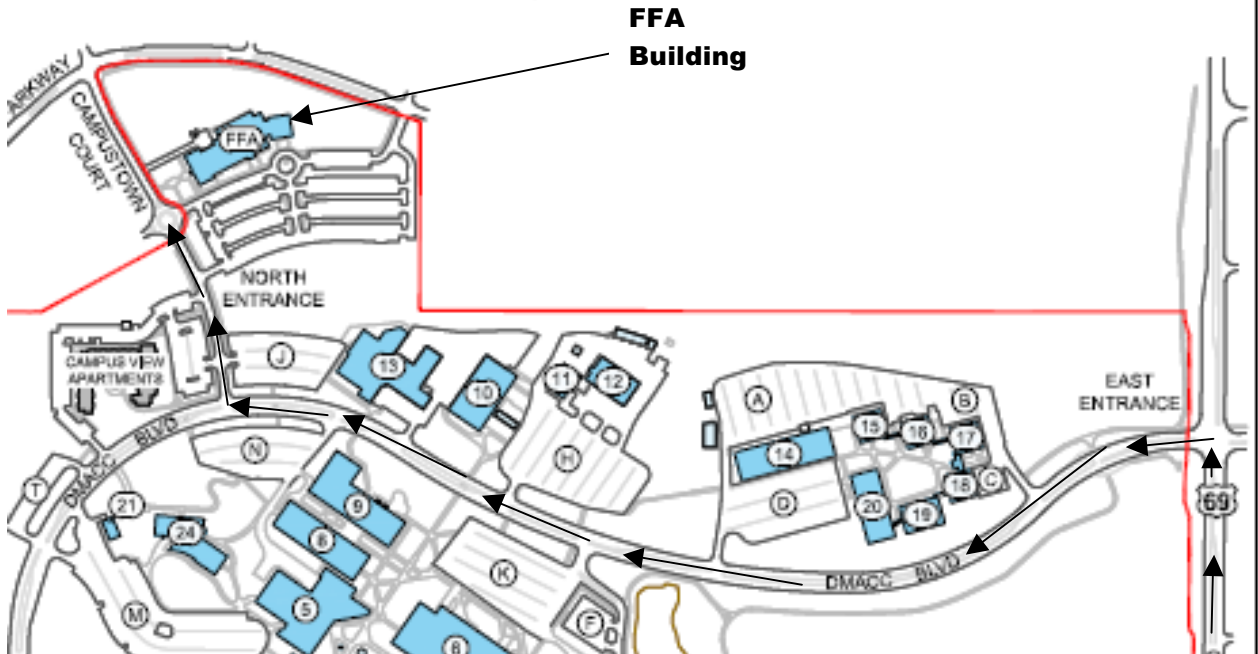 FFA
Building
ARKWAY
CAMPUSTOWN
COURT
FFA
NORTH
ENTRANCE
CAMPUS VIEW
APARTMENTS
J
13
10
11
12
A
B
EAST
ENTRANCE
15
16
17
14
H
N
DMACC BLVD
T
21
24
9
6
D
20
18
C
19
69
K
DMACC BLVD
5
M
F
8